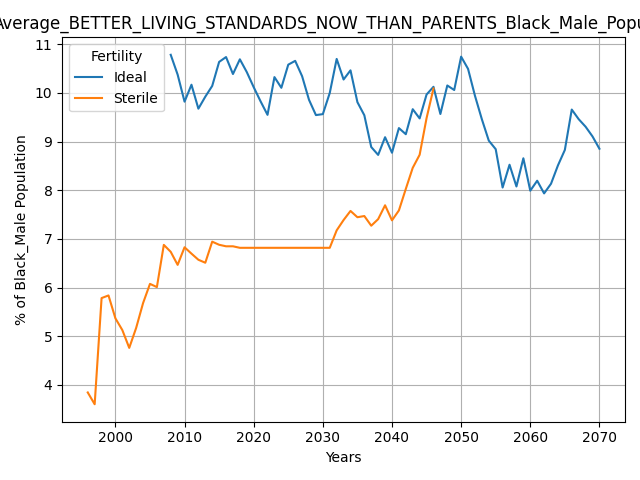 Average_BETTER_LIVING_STANDARDS_NOW_THAN_PARENTS_Black_Male_Popu
Fertility
Ideal
Sterile
% of Black_Male Population
11
10
9
8
7
6
5
4
2000 2010 2020 2030 2040 2050 2060 2070
Years